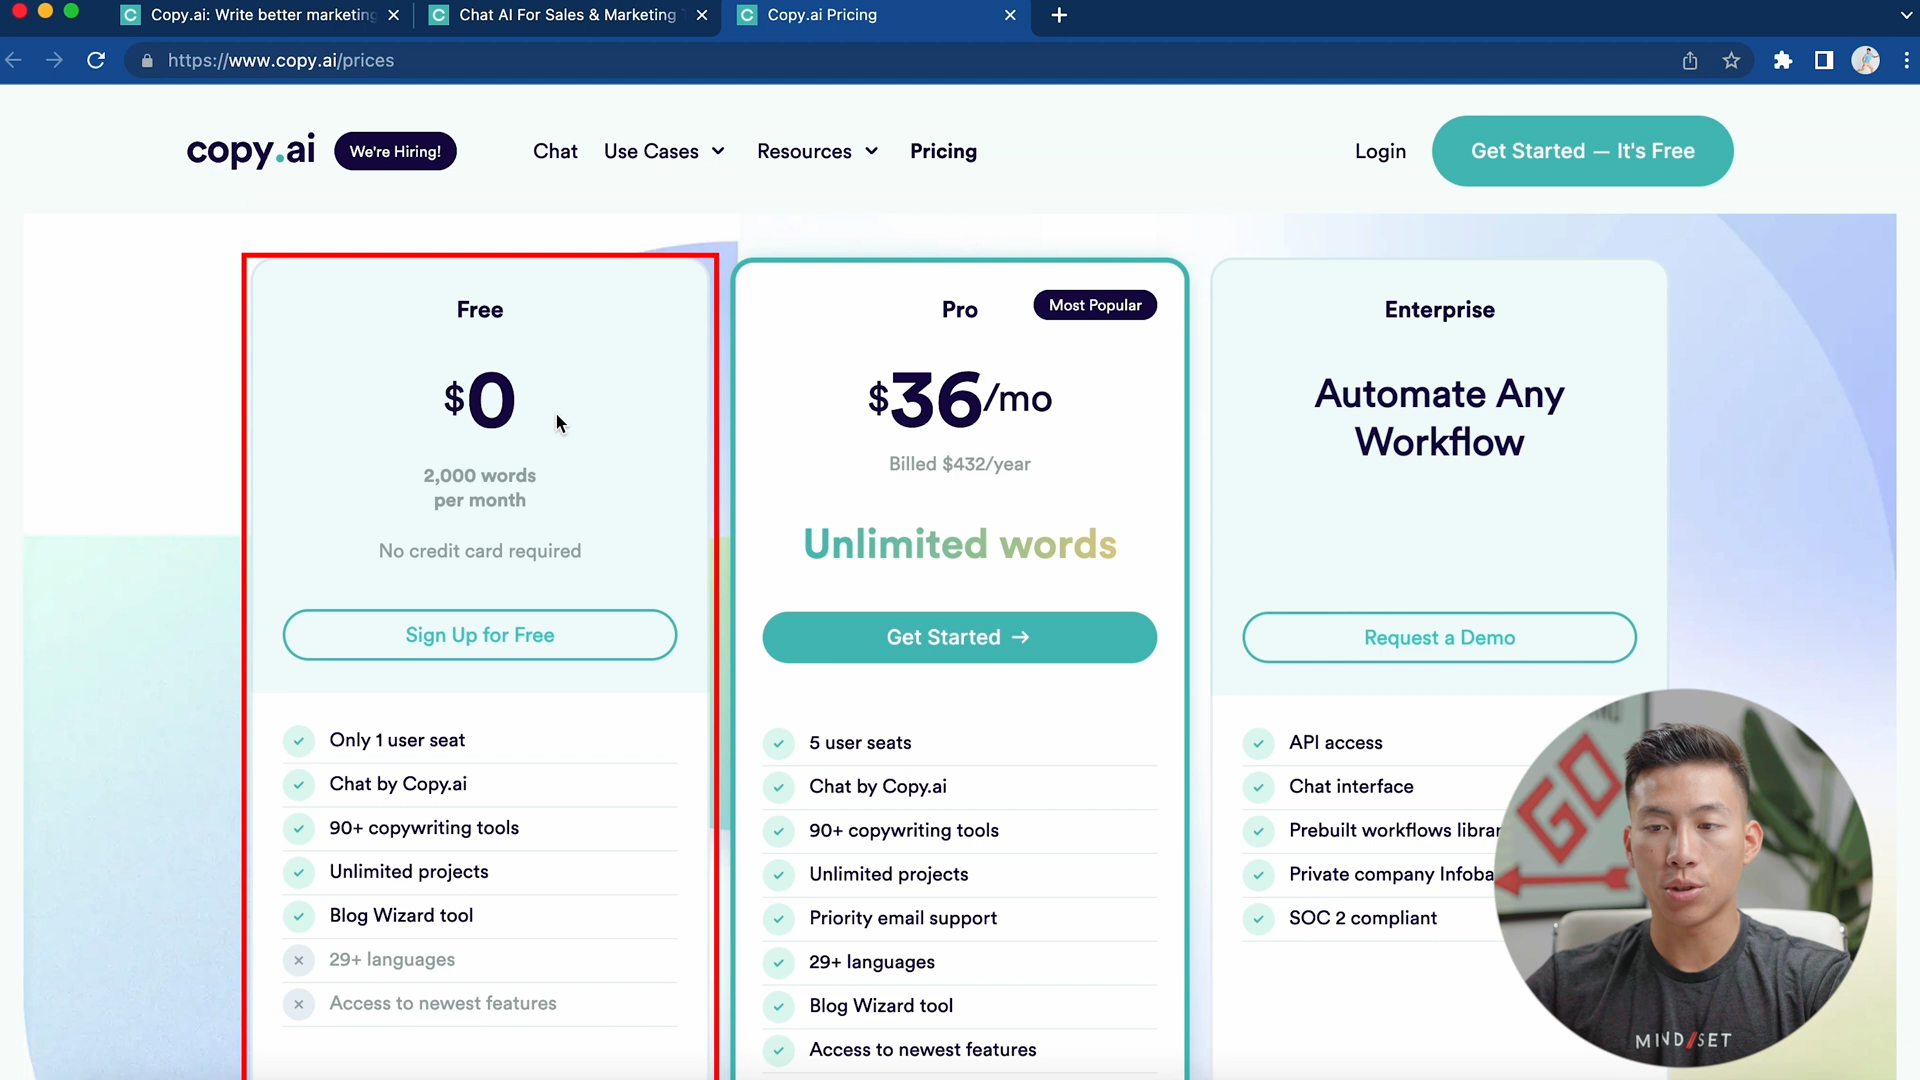 Copy.ai: Write better marketing
Chat AI For Sales & Marketing
Copy.ai Pricing
https://www.copy.ai/prices
copy.ai
We're Hiring!
Chat
Use Cases
Resources
Pricing
Login
Get Started — It's Free
Free
$0
2,000 words
per month
No credit card required
Sign Up for Free
Only 1 user seat
Chat by Copy.ai
90+ copywriting tools
Unlimited projects
Blog Wizard tool
29+ languages
Access to newest features
Pro
Most Popular
$36/mo
Billed $432/year
Unlimited words
Get Started →
5 user seats
Chat by Copy.ai
90+ copywriting tools
Unlimited projects
Priority email support
29+ languages
Blog Wizard tool
Access to newest features
Enterprise
Automate Any
Workflow
Request a Demo
API access
Chat interface
Prebuilt workflows librar
Private company Infoba
SOC 2 compliant
GO
MIND/SET